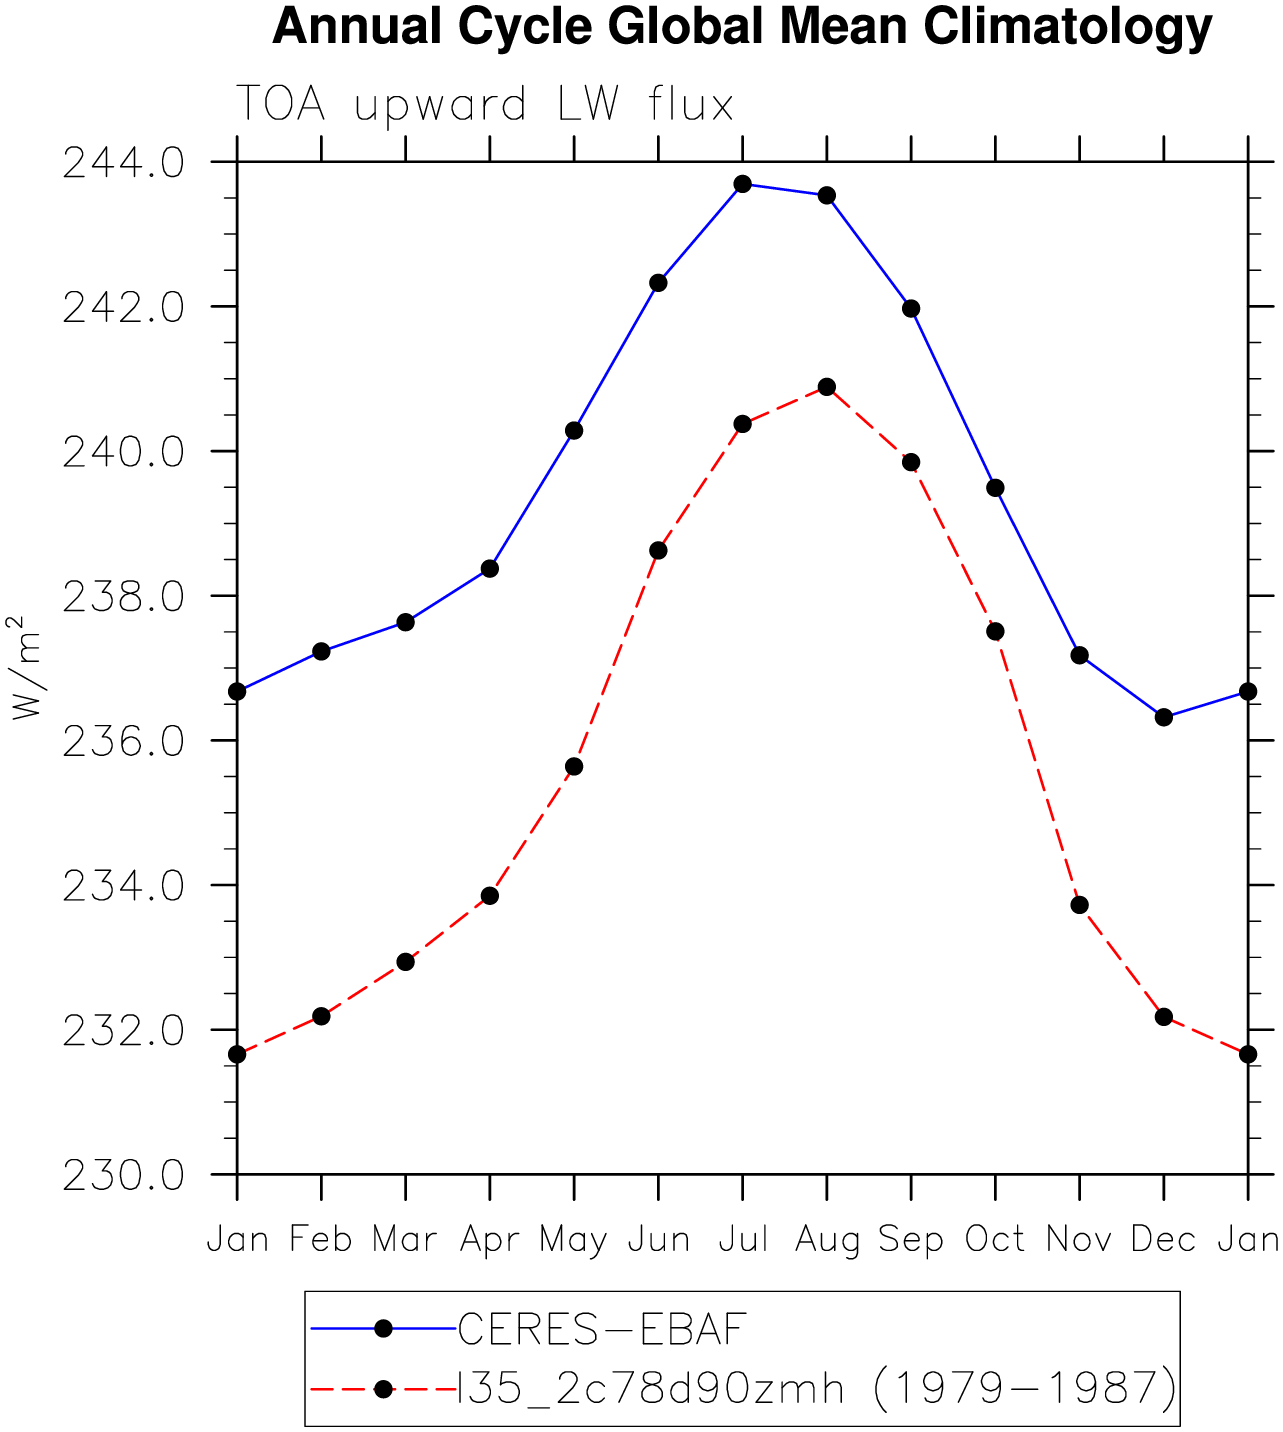 Annual Cycle Global Mean Climatology
TOA upward LW flux
244.0
242.0
240.0
238.0
236.0
234.0
232.0
230.0
W/m²
Jan Feb Mar Apr May Jun Jul Aug Sep Oct Nov Dec Jan
CERES-EBAF
I35_2c78d90zmh (1979-1987)